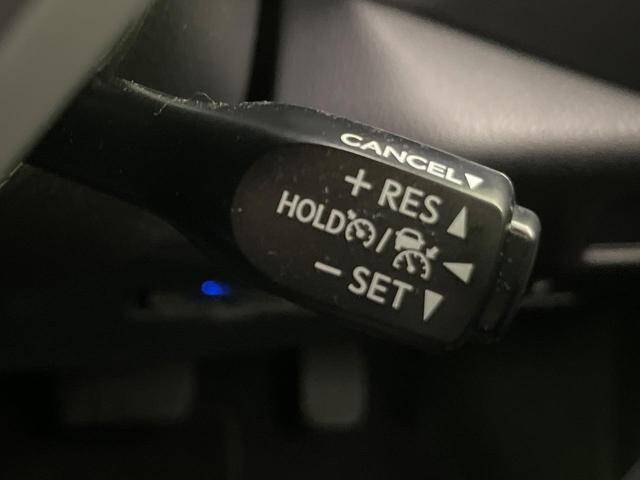 CANCEL▼
+ RES ▲
HOLD / ◀
− SET ▼